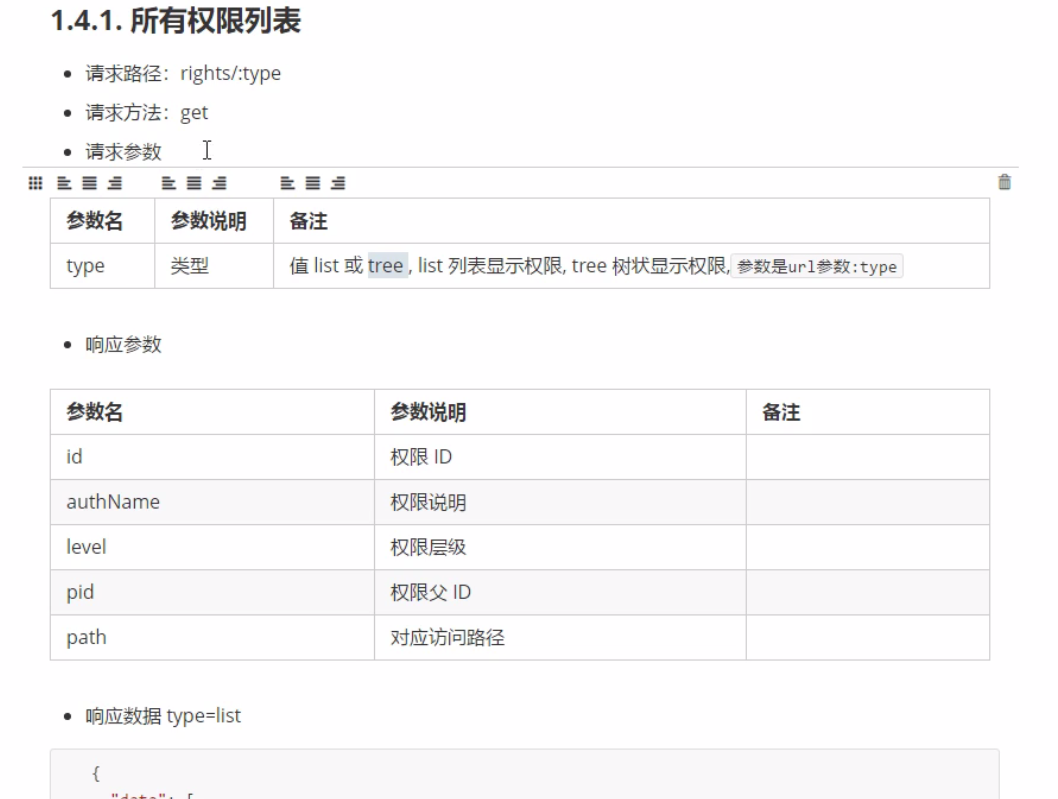 1.4.1. 所有权限列表
请求路径：rights/:type
请求方法：get
请求参数
参数名 参数说明 备注
type 类型 值 list 或 tree , list 列表显示权限, tree 树状显示权限, 参数是url参数:type
响应参数
参数名 参数说明 备注
id 权限 ID
authName 权限说明
level 权限层级
pid 权限父 ID
path 对应访问路径
响应数据 type=list
{